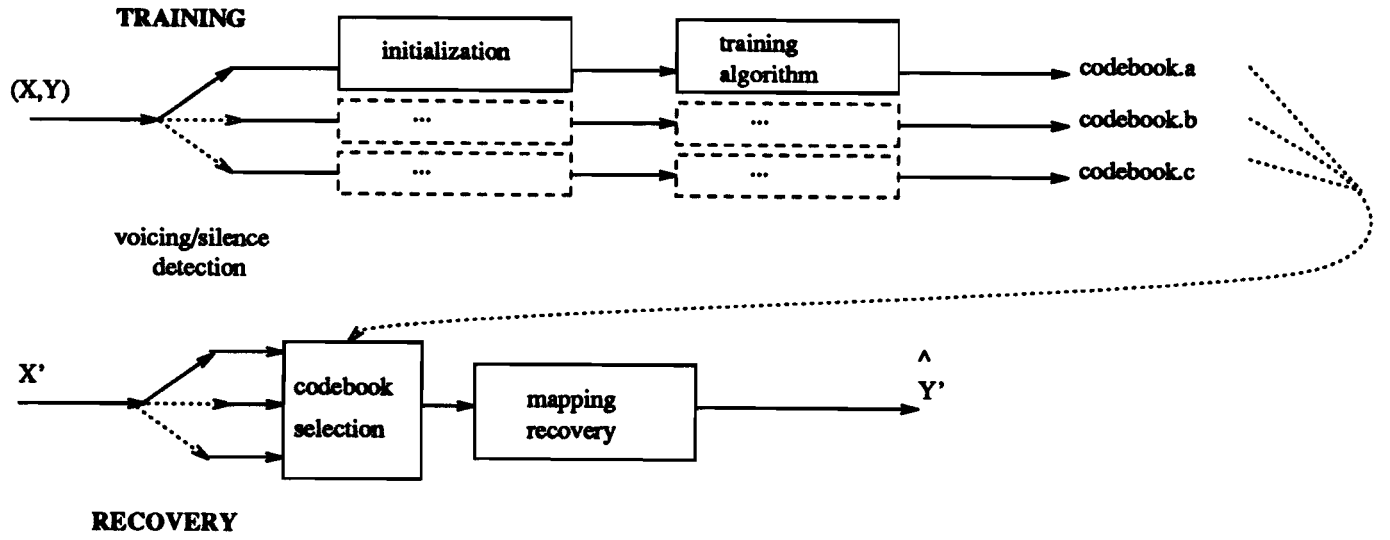 TRAINING
initialization
training
algorithm
codebook.a
(X,Y)
...
...
codebook.b
...
...
codebook.c
voicing/silence
detection
X'
codebook
selection
mapping
recovery
^
Y'
RECOVERY